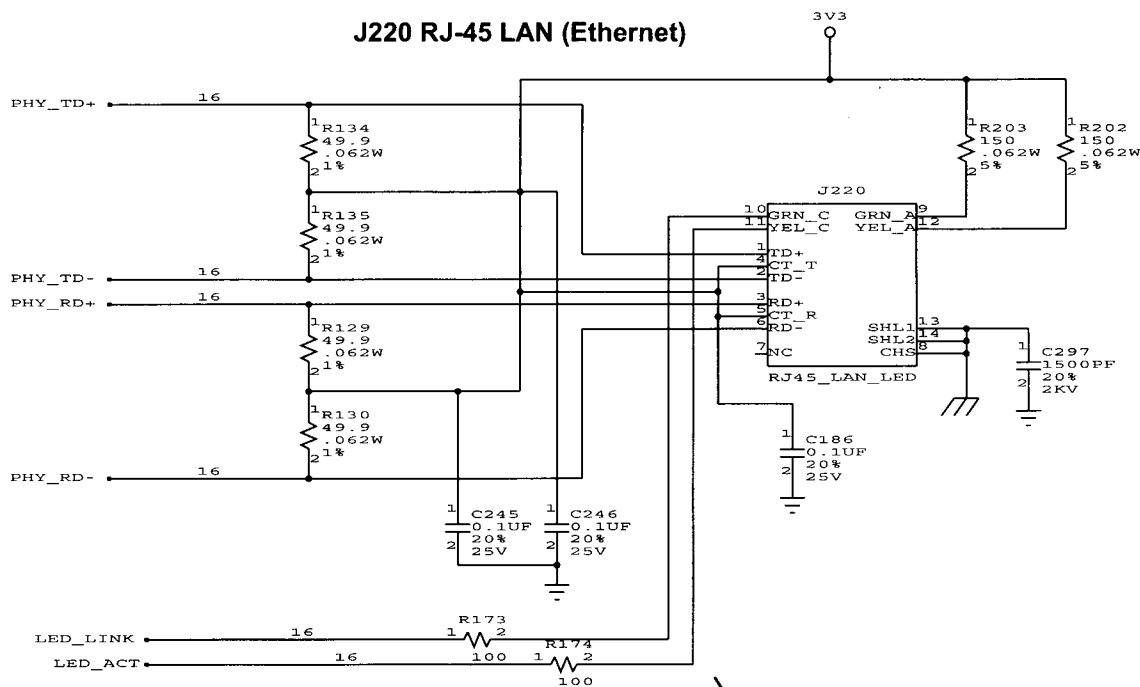 J220 RJ-45 LAN (Ethernet)
3V3
PHY_TD+ 16
1 R134
49.9
.062W
2 1%
1 R203
150
.062W
2 5%
1 R202
150
.062W
2 5%
1 R135
49.9
.062W
2 1%
PHY_TD- 16
PHY_RD+ 16
1 R129
49.9
.062W
2 1%
1 R130
49.9
.062W
2 1%
PHY_RD- 16
J220
10 GRN_C GRN_A 9
11 YEL_C YEL_A 12
1 TD+
4 CT_T
2 TD-
3 RD+
5 CT_R
6 RD-
7 NC
SHL1 13
SHL2 14
CHS 8
RJ45_LAN_LED
1 C297
1500PF
2 20%
2KV
1 C186
0.1UF
2 20%
25V
1 C245
0.1UF
2 20%
25V
1 C246
0.1UF
2 20%
25V
LED_LINK 16 1 R173 2
100
LED_ACT 16 1 R174 2
100